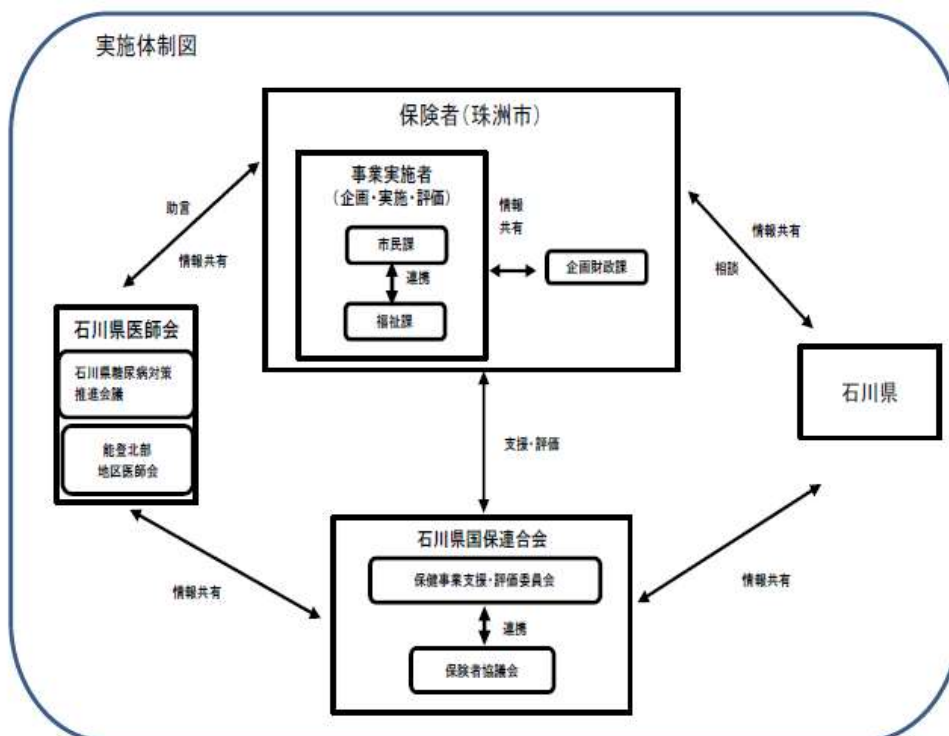 実施体制図
保険者(珠洲市)
事業実施者
(企画・実施・評価)
市民課
連携
福祉課
情報
共有
企画財政課
助言
情報共有
情報共有
相談
石川県医師会
石川県糖尿病対策
推進会議
能登北部
地区医師会
石川県
支援・評価
石川県国保連合会
保健事業支援・評価委員会
連携
保険者協議会
情報共有
情報共有